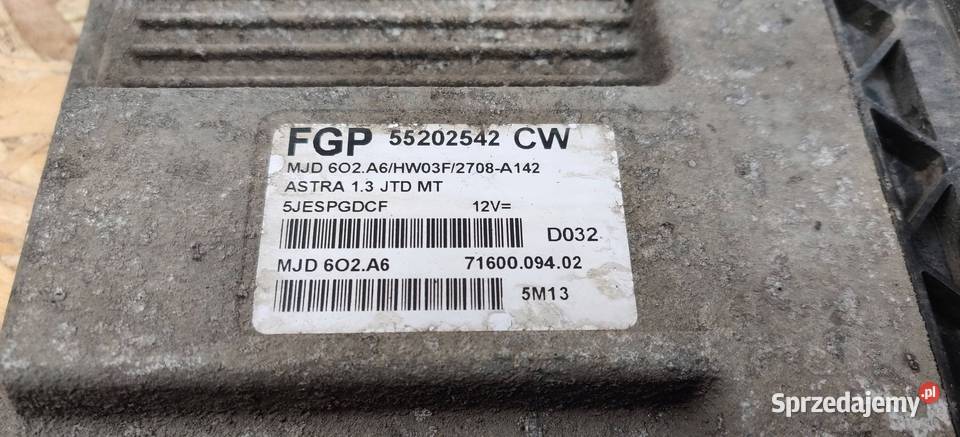 FGP 55202542 CW
MJD 6O2.A6/HW03F/2708-A142
ASTRA 1.3 JTD MT
5JESPGDCF 12V=
D032
MJD 6O2.A6 71600.094.02
5M13
Sprzedajemy.pl